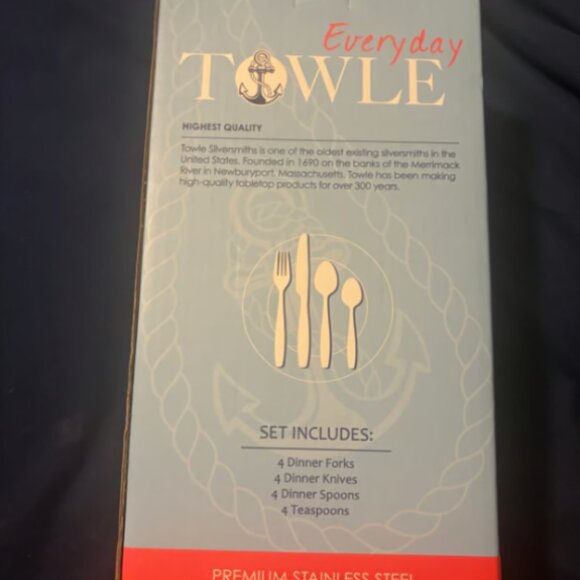 Everyday
TOWLE
HIGHEST QUALITY
Towle Silversmiths is one of the oldest existing silversmiths in the
United States. Founded in 1690 on the banks of the Merrimack
River in Newburyport, Massachusetts, Towle has been making
high-quality tabletop products for over 300 years.
SET INCLUDES:
4 Dinner Forks
4 Dinner Knives
4 Dinner Spoons
4 Teaspoons
PREMIUM STAINLESS STEEL